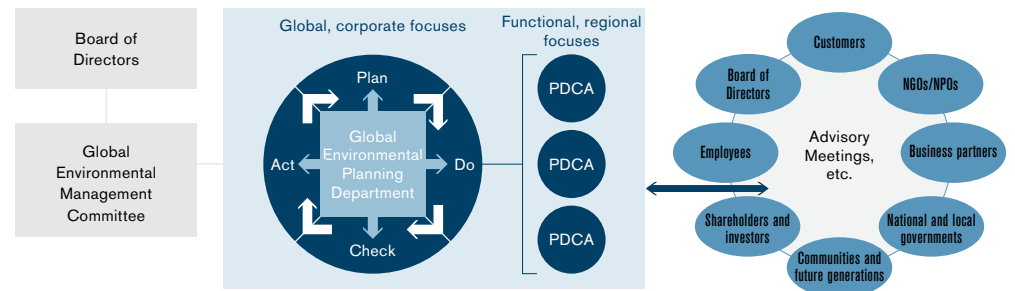 Board of
Directors
Global
Environmental
Management
Committee
Global, corporate focuses
Plan
Act
Global
Environmental
Planning
Department
Do
Check
Functional, regional
focuses
PDCA
PDCA
PDCA
Customers
Board of
Directors
NGOs/NPOs
Employees
Advisory
Meetings,
etc.
Business partners
Shareholders and
investors
National and local
governments
Communities and
future generations